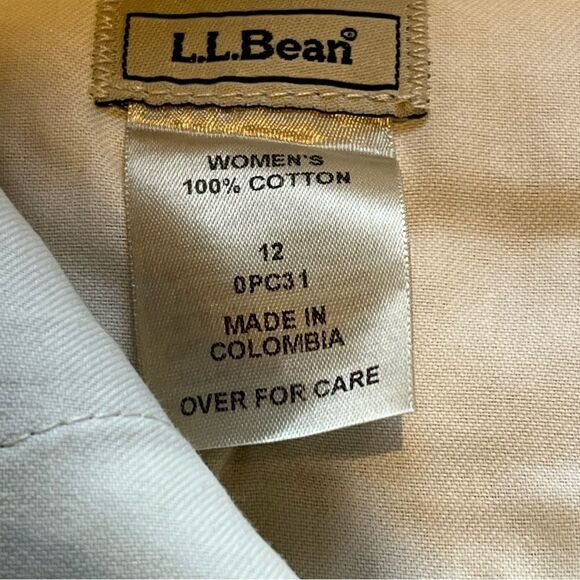 L.L.Bean®
WOMEN'S
100% COTTON
12
0PC31
MADE IN
COLOMBIA
OVER FOR CARE